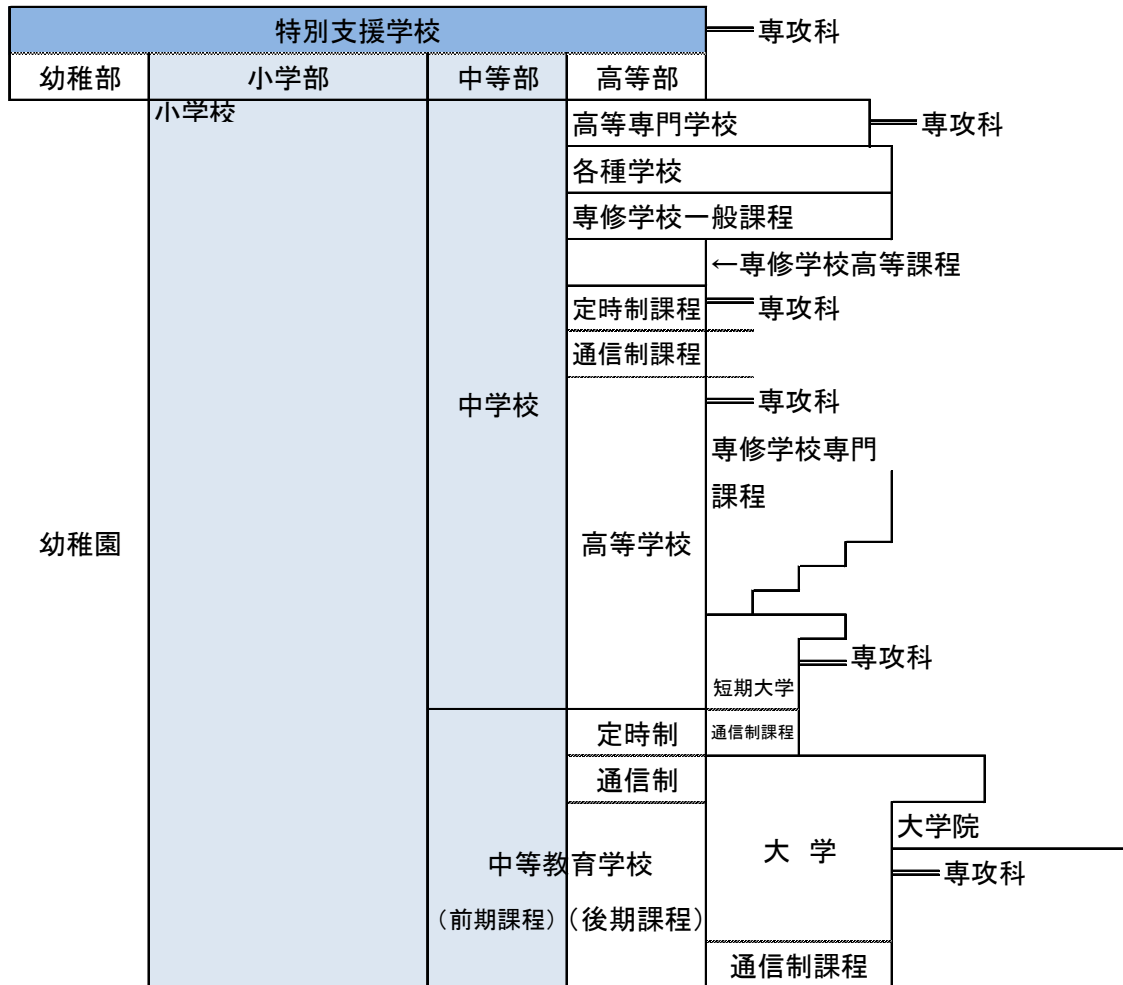 特別支援学校
専攻科
幼稚部
小学部
中等部
高等部
小学校
高等専門学校
専攻科
各種学校
専修学校一般課程
←専修学校高等課程
定時制課程
専攻科
通信制課程
中学校
専攻科
専修学校専門
課程
幼稚園
高等学校
専攻科
短期大学
定時制
通信制課程
通信制
大学院
大 学
中等教育学校
専攻科
（前期課程）
（後期課程）
通信制課程